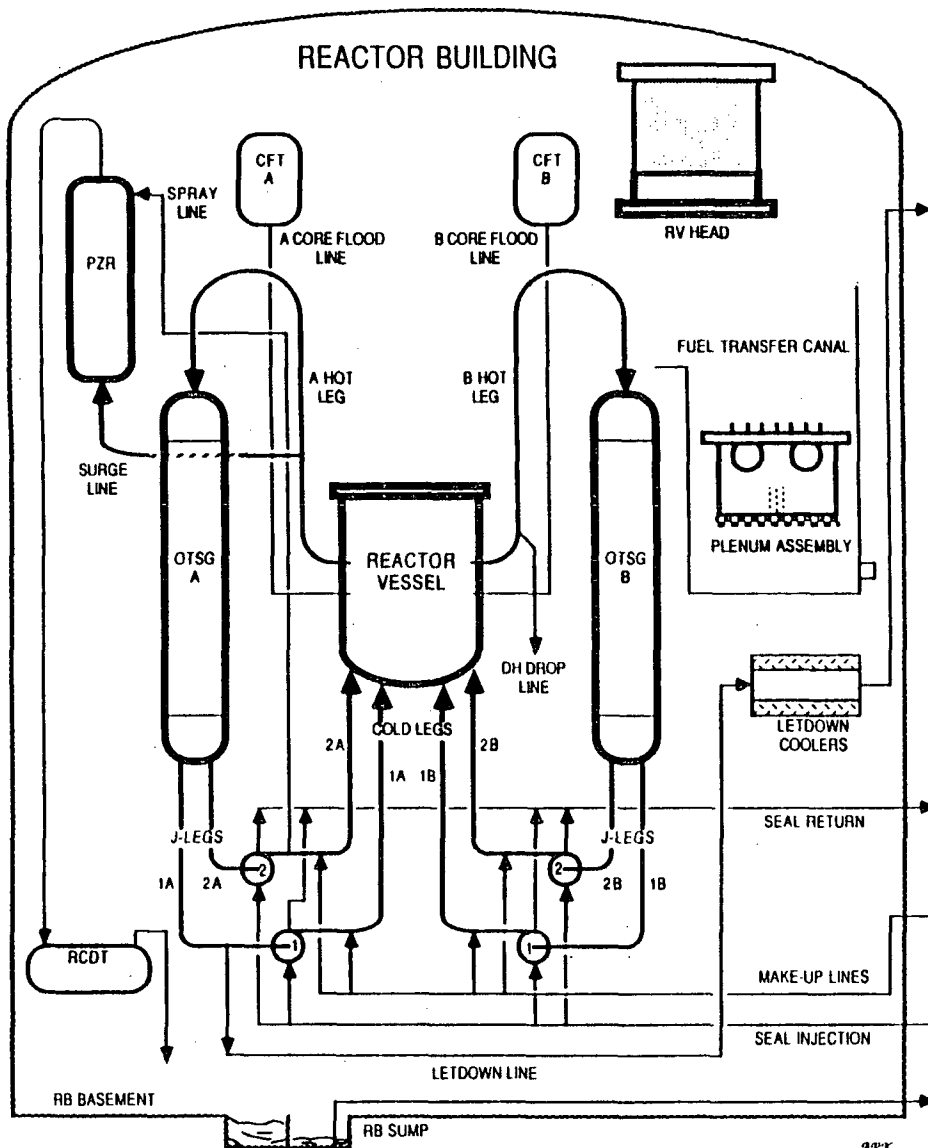 REACTOR BUILDING
CFT
A
CFT
B
RV HEAD
SPRAY
LINE
PZR
A CORE FLOOD
LINE
B CORE FLOOD
LINE
FUEL TRANSFER CANAL
A HOT
LEG
B HOT
LEG
SURGE
LINE
OTSG
A
REACTOR
VESSEL
OTSG
B
PLENUM ASSEMBLY
DH DROP
LINE
LETDOWN
COOLERS
COLD LEGS
2A
1A
1B
2B
SEAL RETURN
J-LEGS
J-LEGS
1A
2A
2
2
2B
1B
1
1
RCDT
MAKE-UP LINES
SEAL INJECTION
LETDOWN LINE
RB BASEMENT
RB SUMP